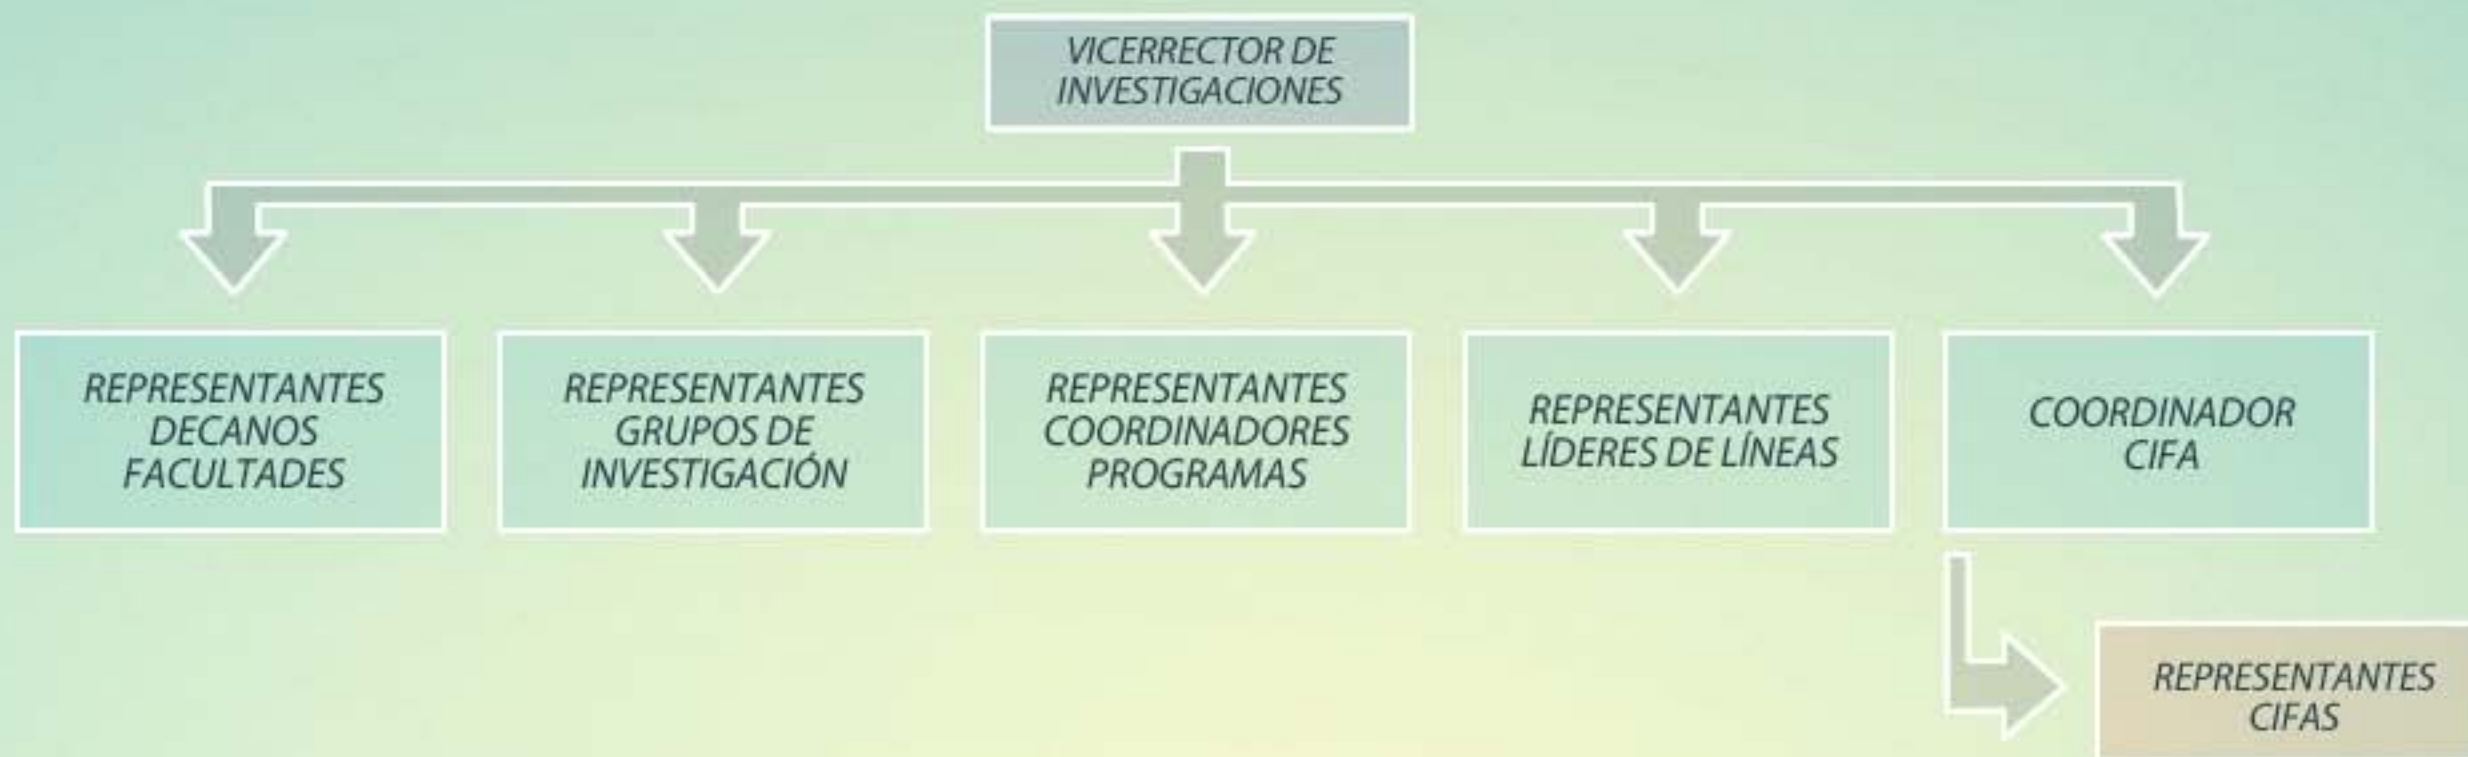 VICERRECTOR DE
INVESTIGACIONES
REPRESENTANTES
DECANOS
FACULTADES
REPRESENTANTES
GRUPOS DE
INVESTIGACIÓN
REPRESENTANTES
COORDINADORES
PROGRAMAS
REPRESENTANTES
LÍDERES DE LÍNEAS
COORDINADOR
CIFA
REPRESENTANTES
CIFAS